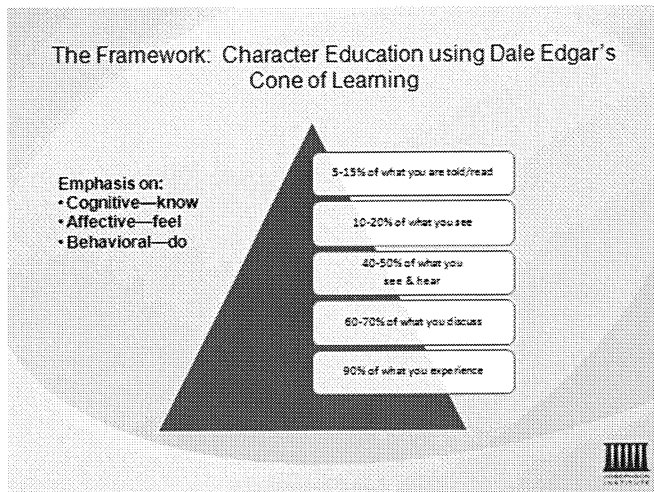 The Framework: Character Education using Dale Edgar's
Cone of Learning
Emphasis on:
• Cognitive—know
• Affective—feel
• Behavioral—do
5-15% of what you are told/read
10-20% of what you see
40-50% of what you
see & hear
60-70% of what you discuss
90% of what you experience
INSTITUTE